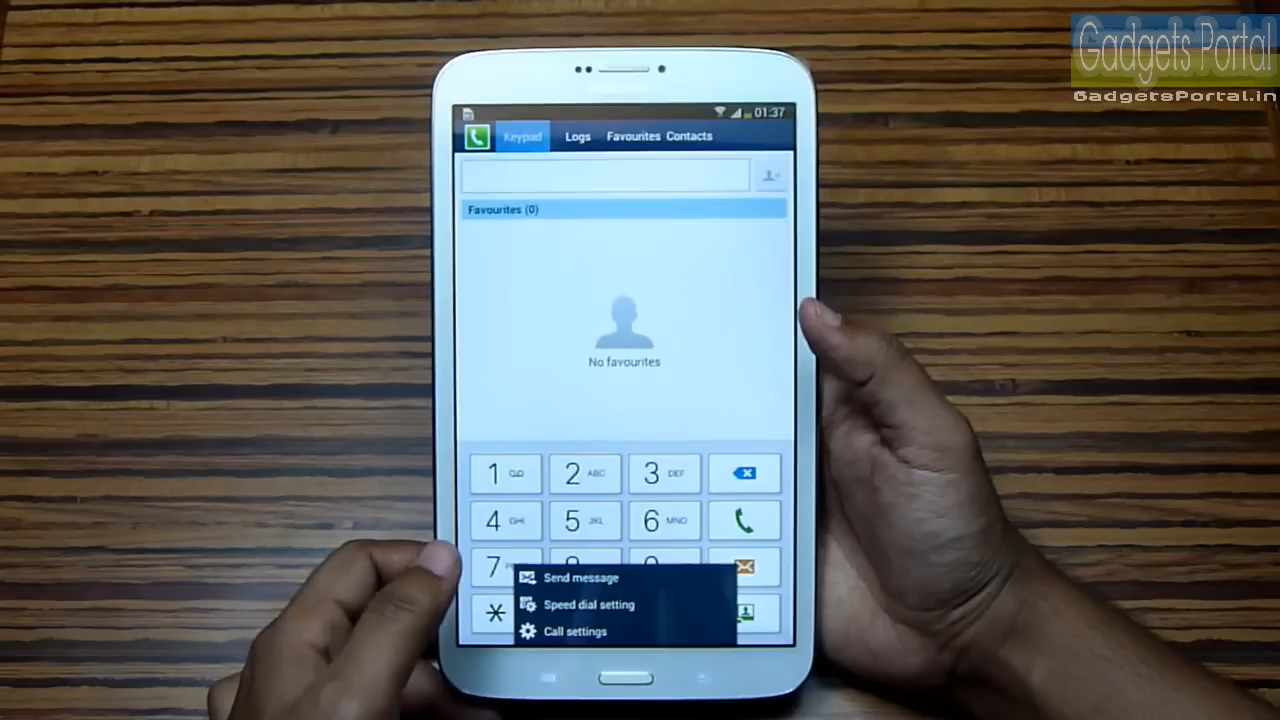 Gadgets Portal
GadgetsPortal.in
01:37
Keypad Logs Favourites Contacts
Favourites (0)
No favourites
1 2 ABC 3 DEF
4 GHI 5 JKL 6 MNO
7
Send message
* Speed dial setting
Call settings